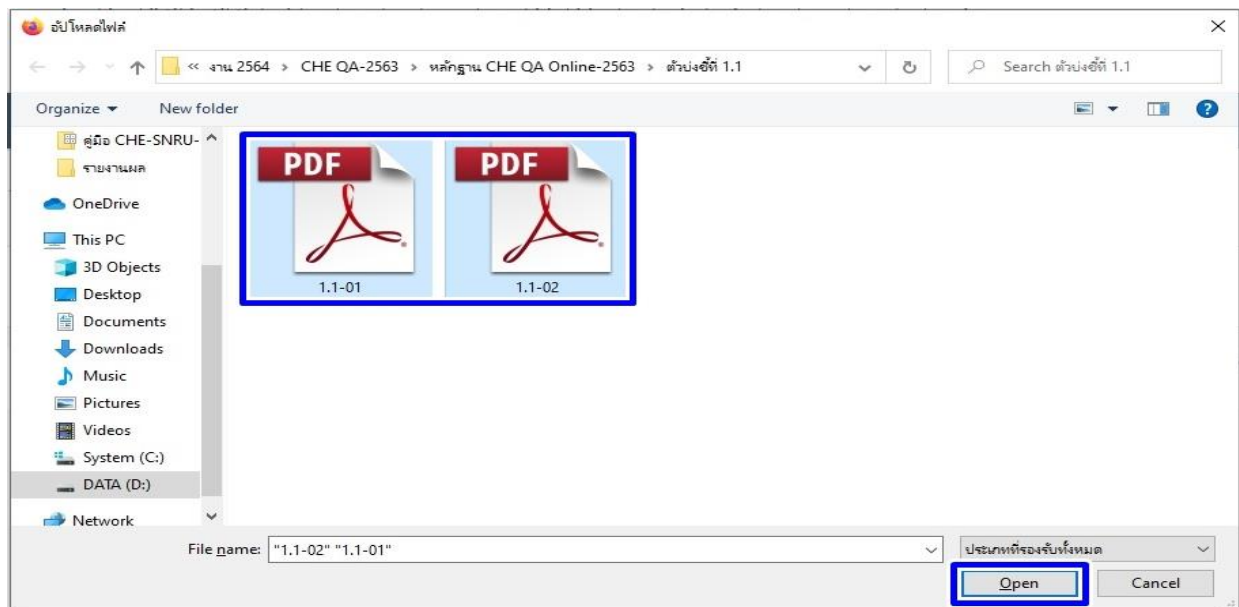 อัปโหลดไฟล์
« งาน 2564 › CHE QA-2563 › หลักฐาน CHE QA Online-2563 › ตัวบ่งชี้ที่ 1.1
Search ตัวบ่งชี้ที่ 1.1
Organize
New folder
คู่มือ CHE-SNRU-
รายงานผล
OneDrive
This PC
3D Objects
Desktop
Documents
Downloads
Music
Pictures
Videos
System (C:)
DATA (D:)
Network
PDF
PDF
1.1-01
1.1-02
File name: "1.1-02" "1.1-01"
ประเภทที่รองรับทั้งหมด
Open
Cancel